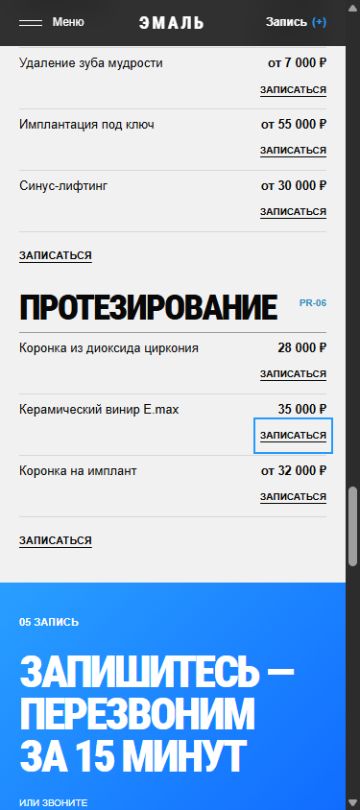 Меню ЭМАЛЬ Запись (+)
Удаление зуба мудрости от 7 000 ₽
ЗАПИСАТЬСЯ
Имплантация под ключ от 55 000 ₽
ЗАПИСАТЬСЯ
Синус-лифтинг от 30 000 ₽
ЗАПИСАТЬСЯ
ЗАПИСАТЬСЯ
ПРОТЕЗИРОВАНИЕ PR-06
Коронка из диоксида циркония 28 000 ₽
ЗАПИСАТЬСЯ
Керамический винир E.max 35 000 ₽
ЗАПИСАТЬСЯ
Коронка на имплант от 32 000 ₽
ЗАПИСАТЬСЯ
ЗАПИСАТЬСЯ
05 ЗАПИСЬ
ЗАПИШИТЕСЬ —
ПЕРЕЗВОНИМ
ЗА 15 МИНУТ
ИЛИ ЗВОНИТЕ